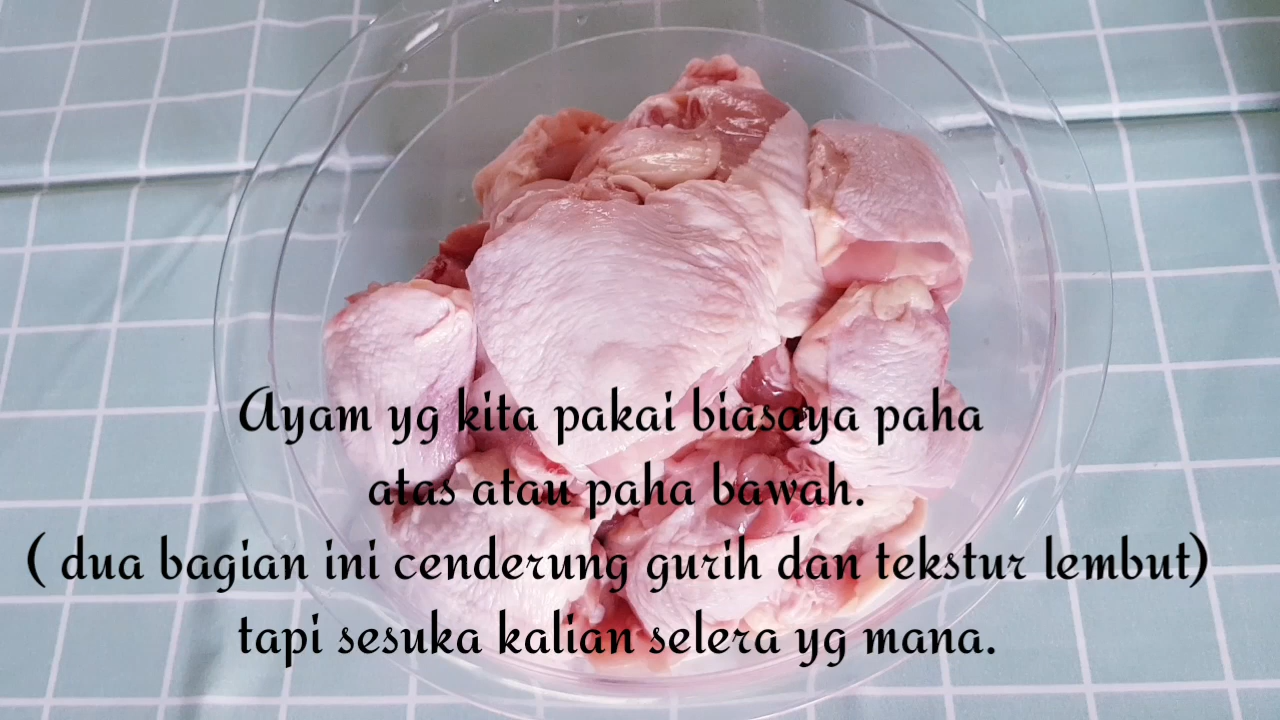 Ayam yg kita pakai biasaya paha
atas atau paha bawah.
( dua bagian ini cenderung gurih dan tekstur lembut)
tapi sesuka kalian selera yg mana.